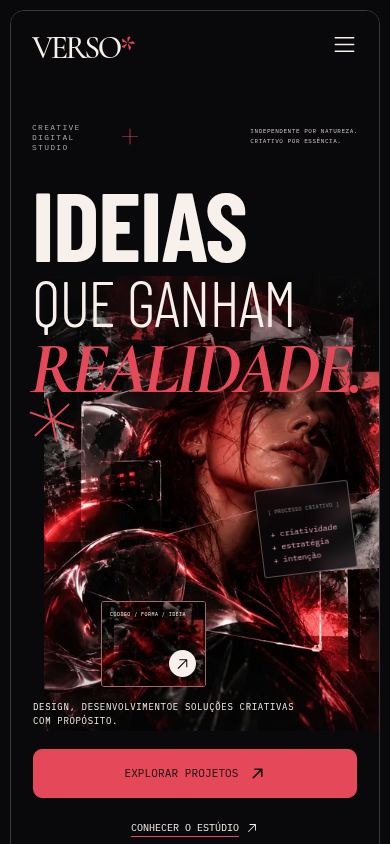 VERSO*
CREATIVE
DIGITAL
STUDIO
INDEPENDENTE POR NATUREZA.
CRIATIVO POR ESSÊNCIA.
IDEIAS
QUE GANHAM
REALIDADE.
[ PROCESSO CRIATIVO ]
+ criatividade
+ estratégia
+ intenção
CÓDIGO / FORMA / IDEIA
DESIGN, DESENVOLVIMENTOE SOLUÇÕES CRIATIVAS
COM PROPÓSITO.
EXPLORAR PROJETOS
CONHECER O ESTÚDIO